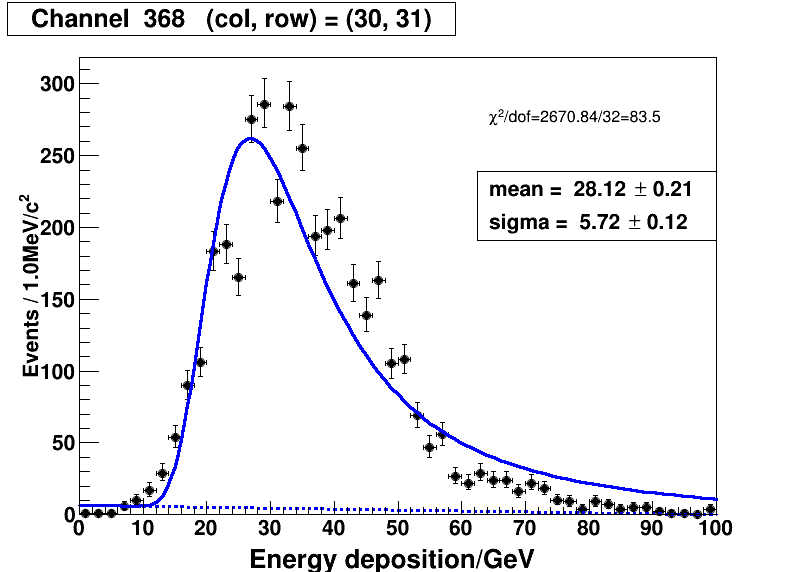 Channel 368 (col, row) = (30, 31)
χ²/dof=2670.84/32=83.5
mean = 28.12 ± 0.21
sigma = 5.72 ± 0.12
Events / 1.0MeV/c²
300
250
200
150
100
50
0
0 10 20 30 40 50 60 70 80 90 100
Energy deposition/GeV